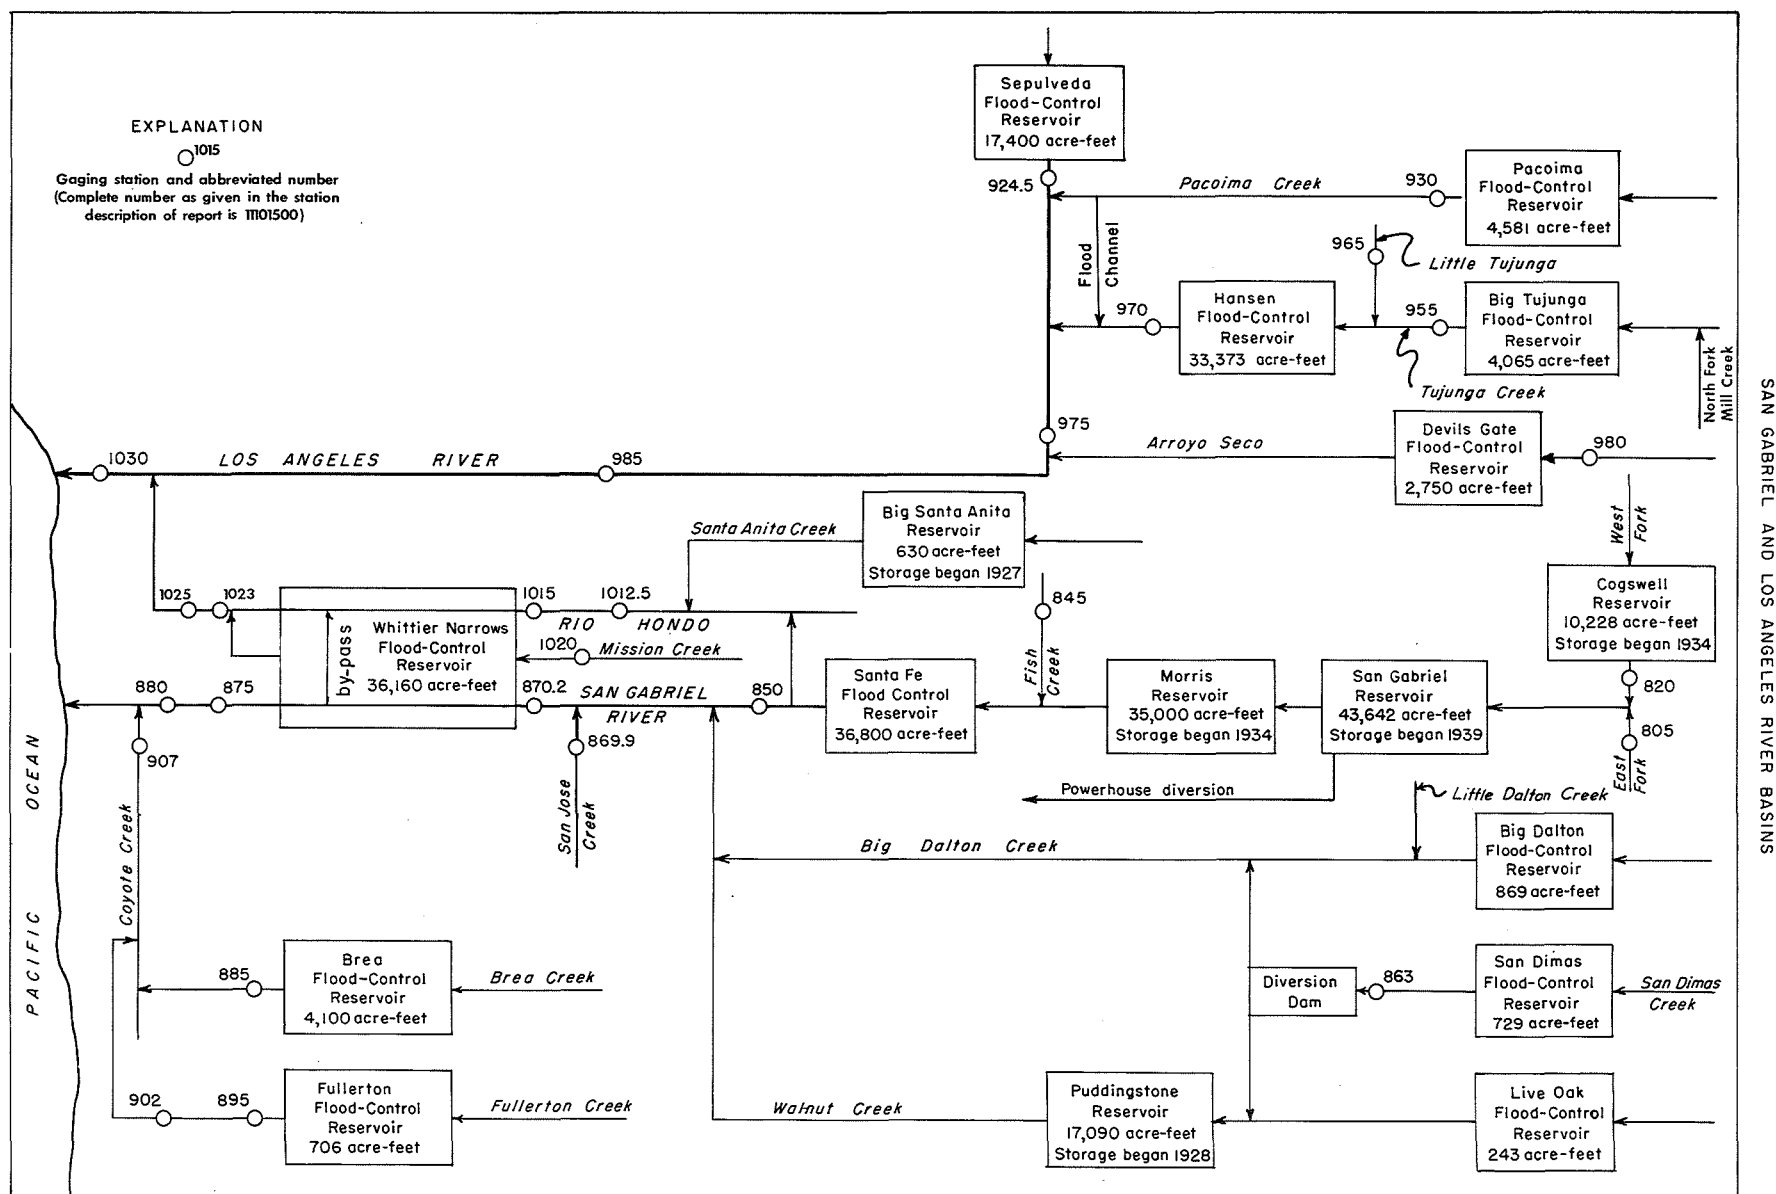 EXPLANATION
1015
Gaging station and abbreviated number
(Complete number as given in the station
description of report is 11101500)
Sepulveda
Flood-Control
Reservoir
17,400 acre-feet
924.5
Pacoima Creek
930
Pacoima
Flood-Control
Reservoir
4,581 acre-feet
Flood
Channel
965
Little Tujunga
970
Hansen
Flood-Control
Reservoir
33,373 acre-feet
955
Tujunga Creek
Big Tujunga
Flood-Control
Reservoir
4,065 acre-feet
North Fork
Mill Creek
975
Arroyo Seco
Devils Gate
Flood-Control
Reservoir
2,750 acre-feet
980
1030
LOS ANGELES RIVER
985
Santa Anita Creek
Big Santa Anita
Reservoir
630 acre-feet
Storage began 1927
West
Fork
Cogswell
Reservoir
10,228 acre-feet
Storage began 1934
820
805
East
Fork
1025
1023
1015
1012.5
RIO HONDO
845
Fish
Creek
by-pass
Whittier Narrows
Flood-Control
Reservoir
36,160 acre-feet
1020
Mission Creek
880
875
870.2
SAN GABRIEL
RIVER
850
Santa Fe
Flood Control
Reservoir
36,800 acre-feet
Morris
Reservoir
35,000 acre-feet
Storage began 1934
San Gabriel
Reservoir
43,642 acre-feet
Storage began 1939
907
869.9
San Jose
Creek
Powerhouse diversion
Little Dalton Creek
Coyote Creek
Big Dalton Creek
Big Dalton
Flood-Control
Reservoir
869 acre-feet
885
Brea
Flood-Control
Reservoir
4,100 acre-feet
Brea Creek
Diversion
Dam
863
San Dimas
Flood-Control
Reservoir
729 acre-feet
San Dimas
Creek
902
895
Fullerton
Flood-Control
Reservoir
706 acre-feet
Fullerton Creek
Walnut Creek
Puddingstone
Reservoir
17,090 acre-feet
Storage began 1928
Live Oak
Flood-Control
Reservoir
243 acre-feet
PACIFIC OCEAN
SAN GABRIEL AND LOS ANGELES RIVER BASINS